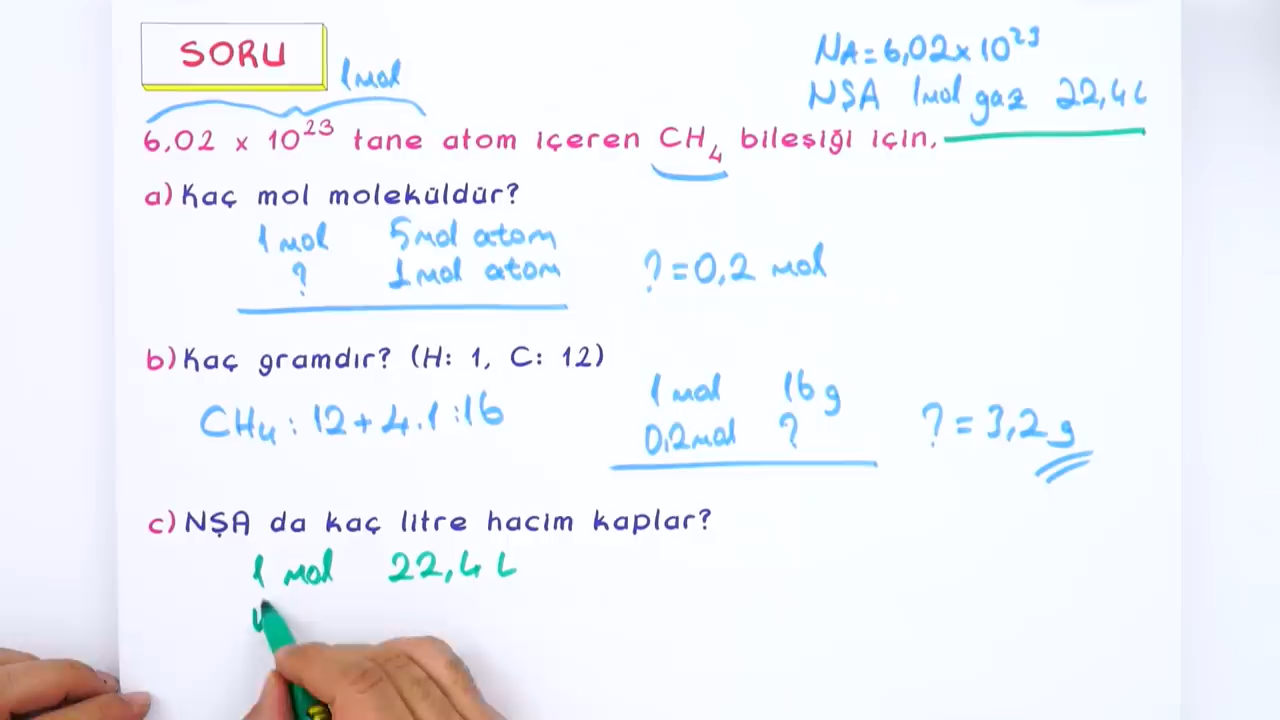 SORU
1mol
NA=6,02x10²³
NŞA 1mol gaz 22,4L
6,02 x 10²³ tane atom içeren CH₄ bileşiği için,
a) Kaç mol moleküldür?
1 mol 5mol atom
? 1mol atom
? = 0,2 mol
b) Kaç gramdır? (H: 1, C: 12)
CH₄ : 12 + 4.1 : 16
1 mol 16 g
0,2mol ?
? = 3,2 g
c) NŞA da kaç litre hacim kaplar?
1 mol 22,4 L